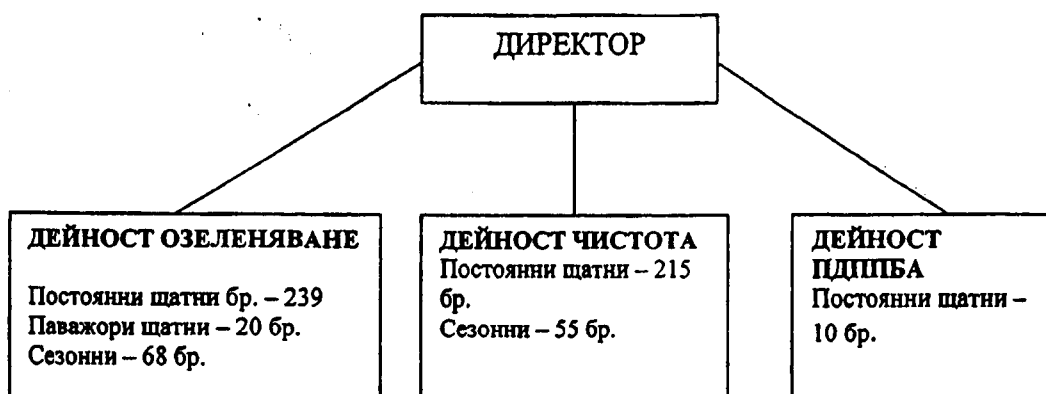 ДИРЕКТОР
ДЕЙНОСТ ОЗЕЛЕНЯВАНЕ
Постоянни щатни бр. – 239
Паважори щатни – 20 бр.
Сезонни – 68 бр.
ДЕЙНОСТ ЧИСТОТА
Постоянни щатни – 215
бр.
Сезонни – 55 бр.
ДЕЙНОСТ
ПДППБА
Постоянни щатни –
10 бр.